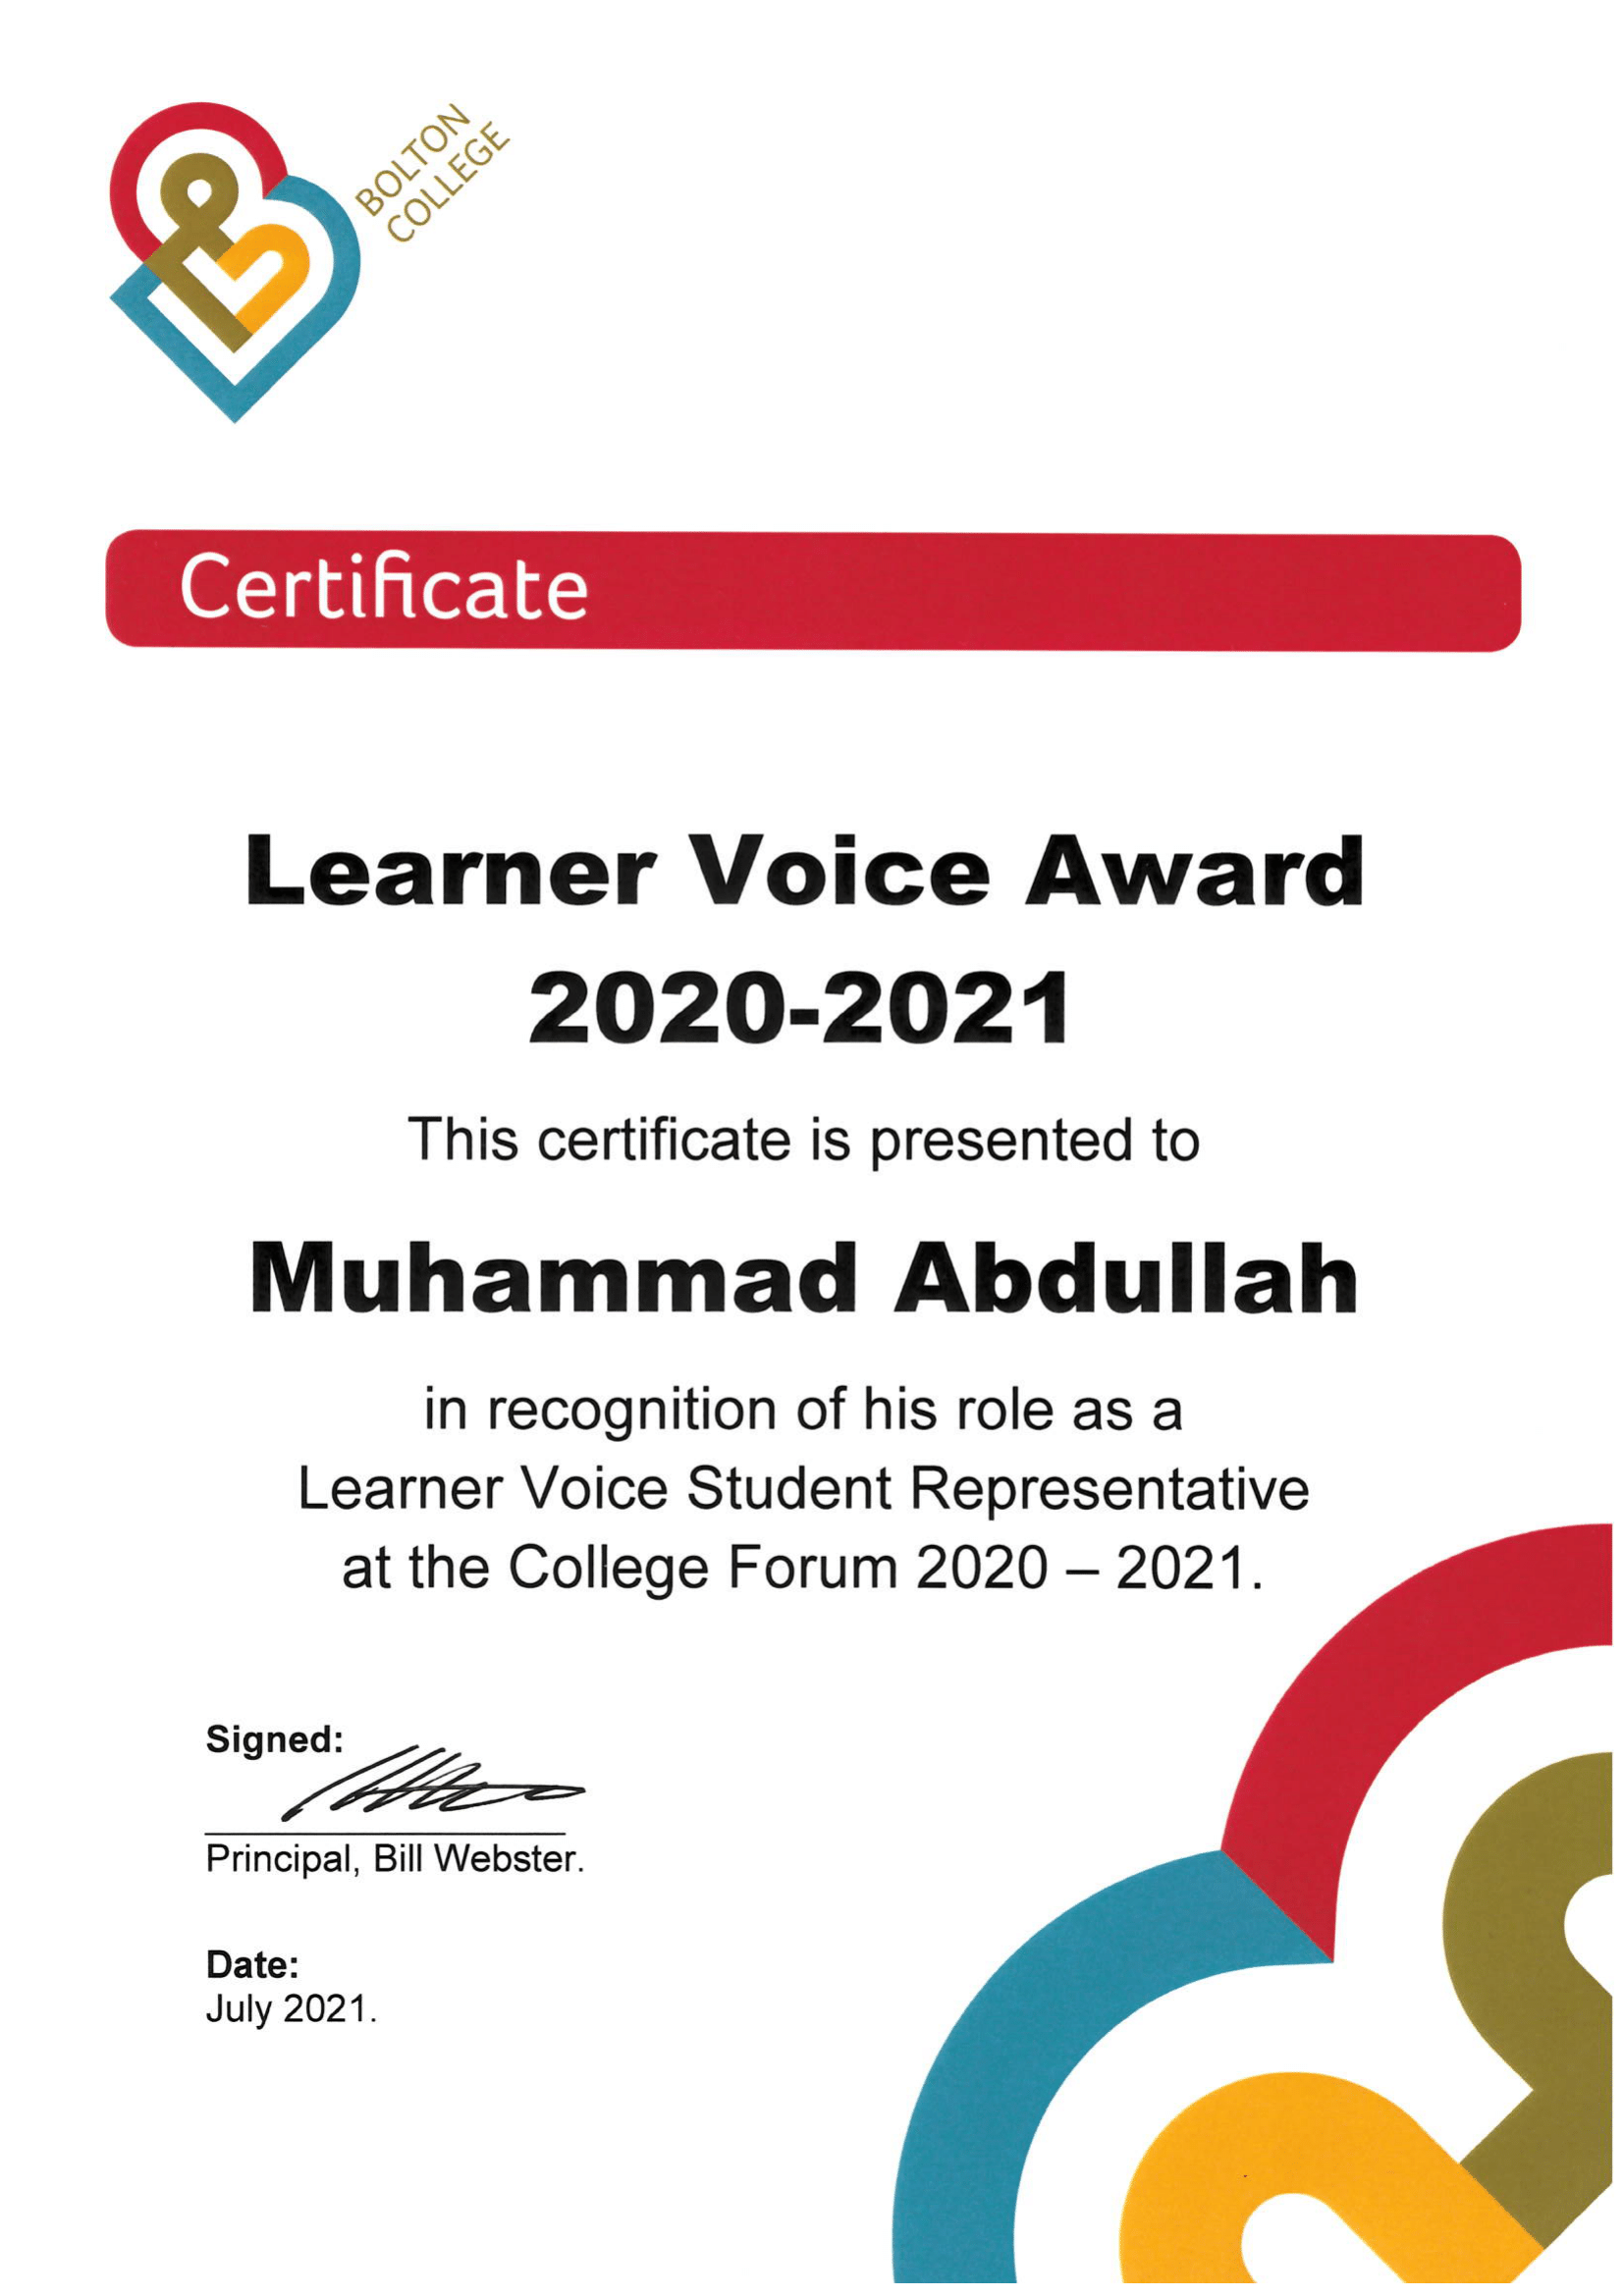 BOLTON
COLLEGE
Certificate
Learner Voice Award
2020-2021
This certificate is presented to
Muhammad Abdullah
in recognition of his role as a
Learner Voice Student Representative
at the College Forum 2020 – 2021.
Signed:
Principal, Bill Webster.
Date:
July 2021.